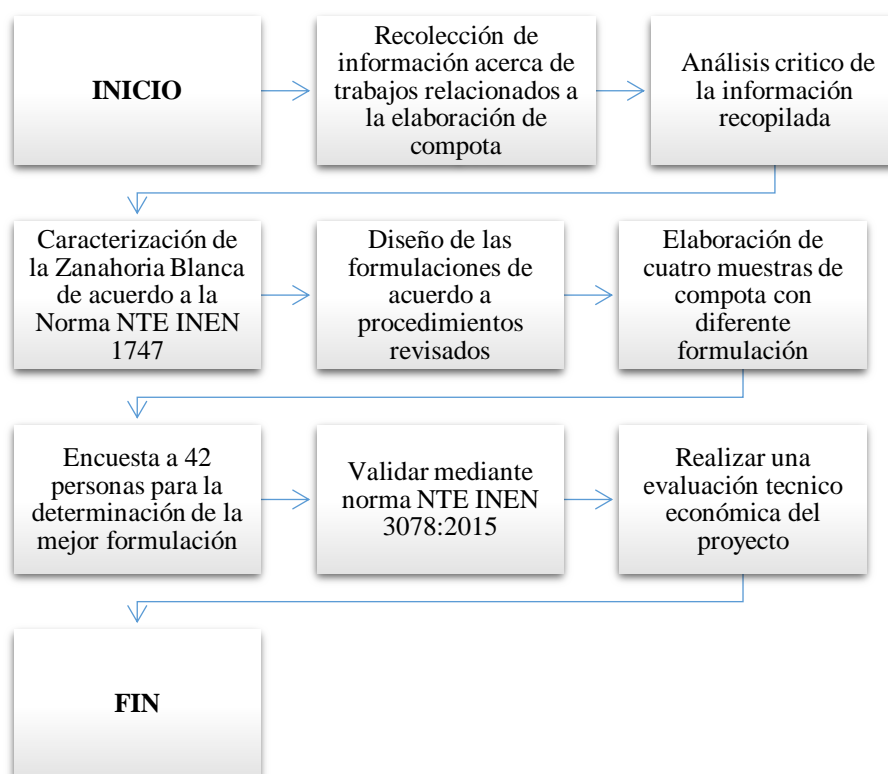 INICIO
Recolección de
información acerca de
trabajos relacionados a
la elaboración de
compota
Análisis critico de
la información
recopilada
Caracterización de
la Zanahoria Blanca
de acuerdo a la
Norma NTE INEN
1747
Diseño de las
formulaciones de
acuerdo a
procedimientos
revisados
Elaboración de
cuatro muestras de
compota con
diferente
formulación
Encuesta a 42
personas para la
determinación de la
mejor formulación
Validar mediante
norma NTE INEN
3078:2015
Realizar una
evaluación tecnico
económica del
proyecto
FIN